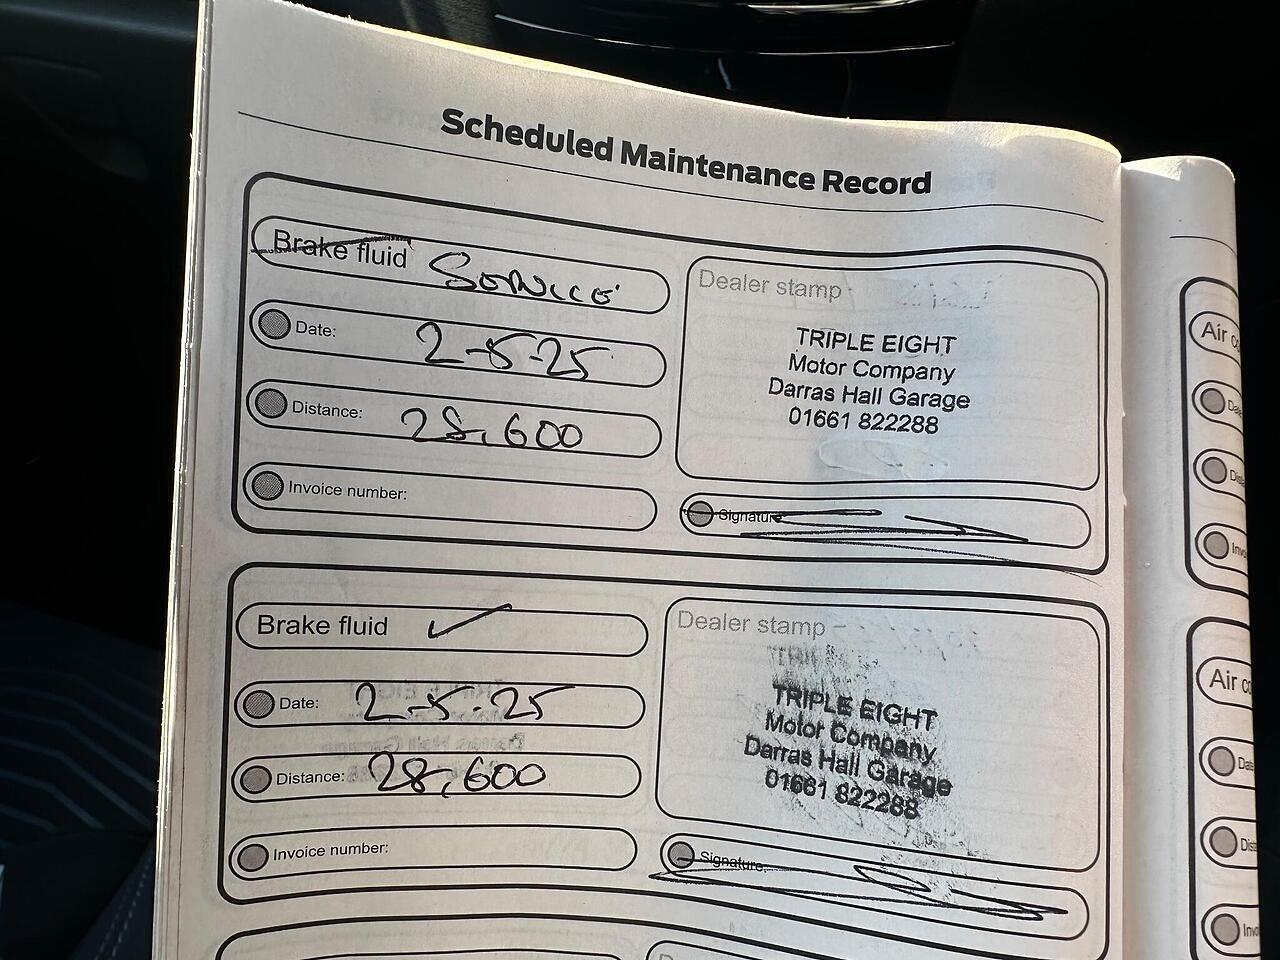 Scheduled Maintenance Record
Brake fluid Service
Date: 2-5-25
Distance: 28,600
Invoice number:
Dealer stamp
TRIPLE EIGHT
Motor Company
Darras Hall Garage
01661 822288
Signature
Brake fluid ✓
Date: 2-5-25
Distance: 28,600
Invoice number:
Dealer stamp
TRIPLE EIGHT
Motor Company
Darras Hall Garage
01661 822288
Signature:
Air
Air